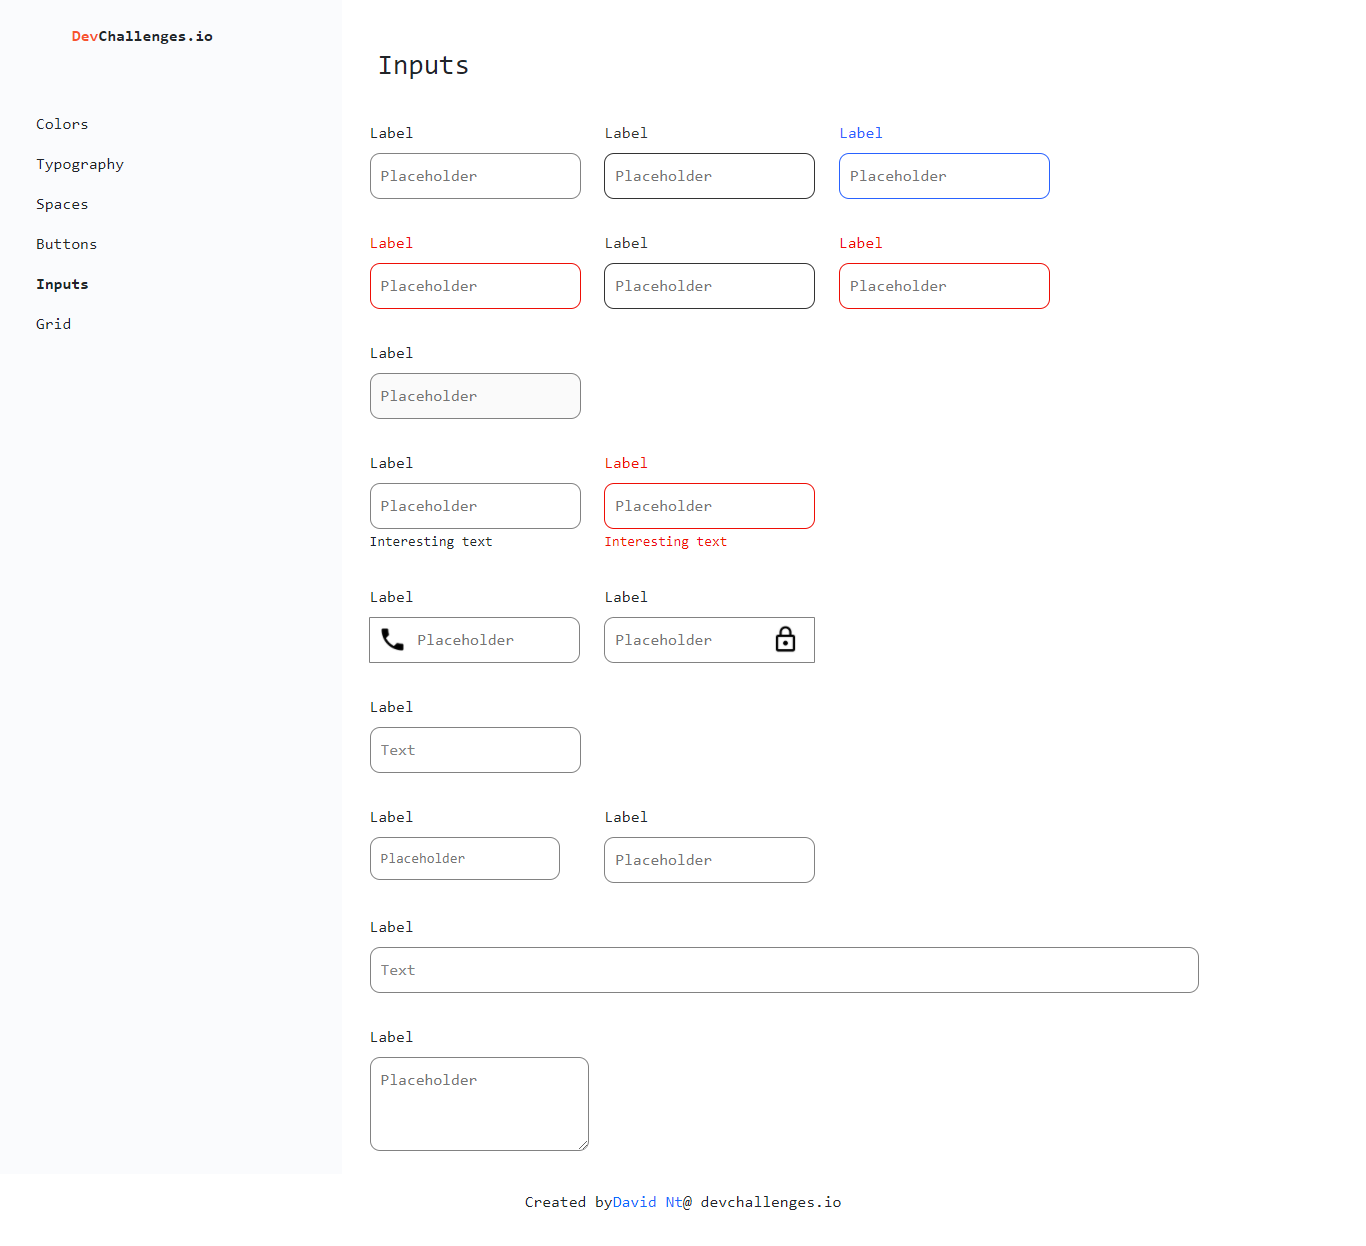 DevChallenges.io
Colors
Typography
Spaces
Buttons
Inputs
Grid
Inputs
Label Label Label
Placeholder Placeholder Placeholder
Label Label Label
Placeholder Placeholder Placeholder
Label
Placeholder
Label Label
Placeholder Placeholder
Interesting text Interesting text
Label Label
Placeholder Placeholder
Label
Text
Label Label
Placeholder Placeholder
Label
Text
Label
Placeholder
Created byDavid Nt@ devchallenges.io